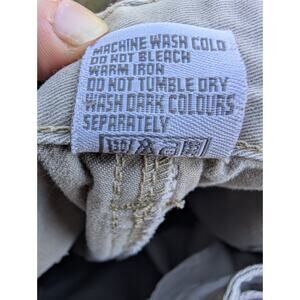 MACHINE WASH COLD
DO NOT BLEACH
WARM IRON
DO NOT TUMBLE DRY
WASH DARK COLOURS
SEPARATELY